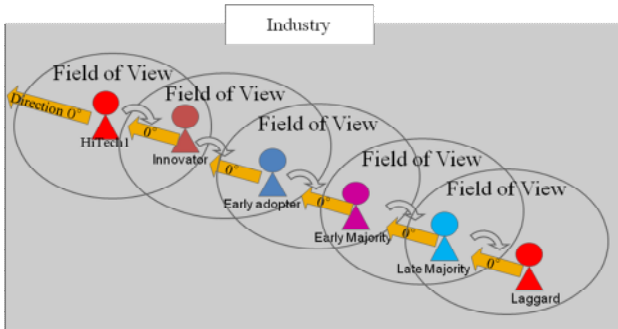 Industry
Field of View
Field of View
Field of View
Field of View
Field of View
Direction 0°
HiTech1
0°
Innovator
0°
Early adopter
0°
Early Majority
0°
Late Majority
0°
Laggard